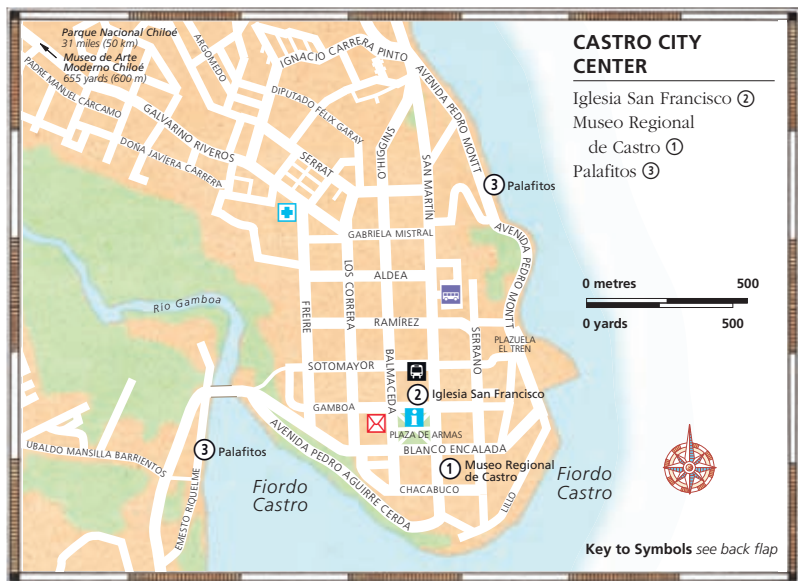 Parque Nacional Chiloé
31 miles (50 km)
Museo de Arte
Moderno Chiloé
655 yards (600 m)
PADRE MANUEL CÁRCAMO
ARGOMEDO
IGNACIO CARRERA PINTO
AVENIDA PEDRO MONTT
DIPUTADO FÉLIX GARAY
GALVARINO RIVEROS
DOÑA JAVIERA CARRERA
SERRAT
O'HIGGINS
SAN MARTÍN
3 Palafitos
GABRIELA MISTRAL
AVENIDA PEDRO MONTT
ALDEA
LOS CORRERA
FREIRE
Río Gamboa
RAMÍREZ
SERRANO
PLAZUELA
EL TREN
SOTOMAYOR
BALMACEDA
2 Iglesia San Francisco
GAMBOA
i
PLAZA DE ARMAS
BLANCO ENCALADA
3 Palafitos
UBALDO MANSILLA BARRIENTOS
AVENIDA PEDRO AGUIRRE CERDA
1 Museo Regional
de Castro
CHACABUCO
LILLO
EMESTO RIQUELME
Fiordo
Castro
Fiordo
Castro
CASTRO CITY
CENTER
Iglesia San Francisco 2
Museo Regional
de Castro 1
Palafitos 3
0 metres 500
0 yards 500
Key to Symbols see back flap